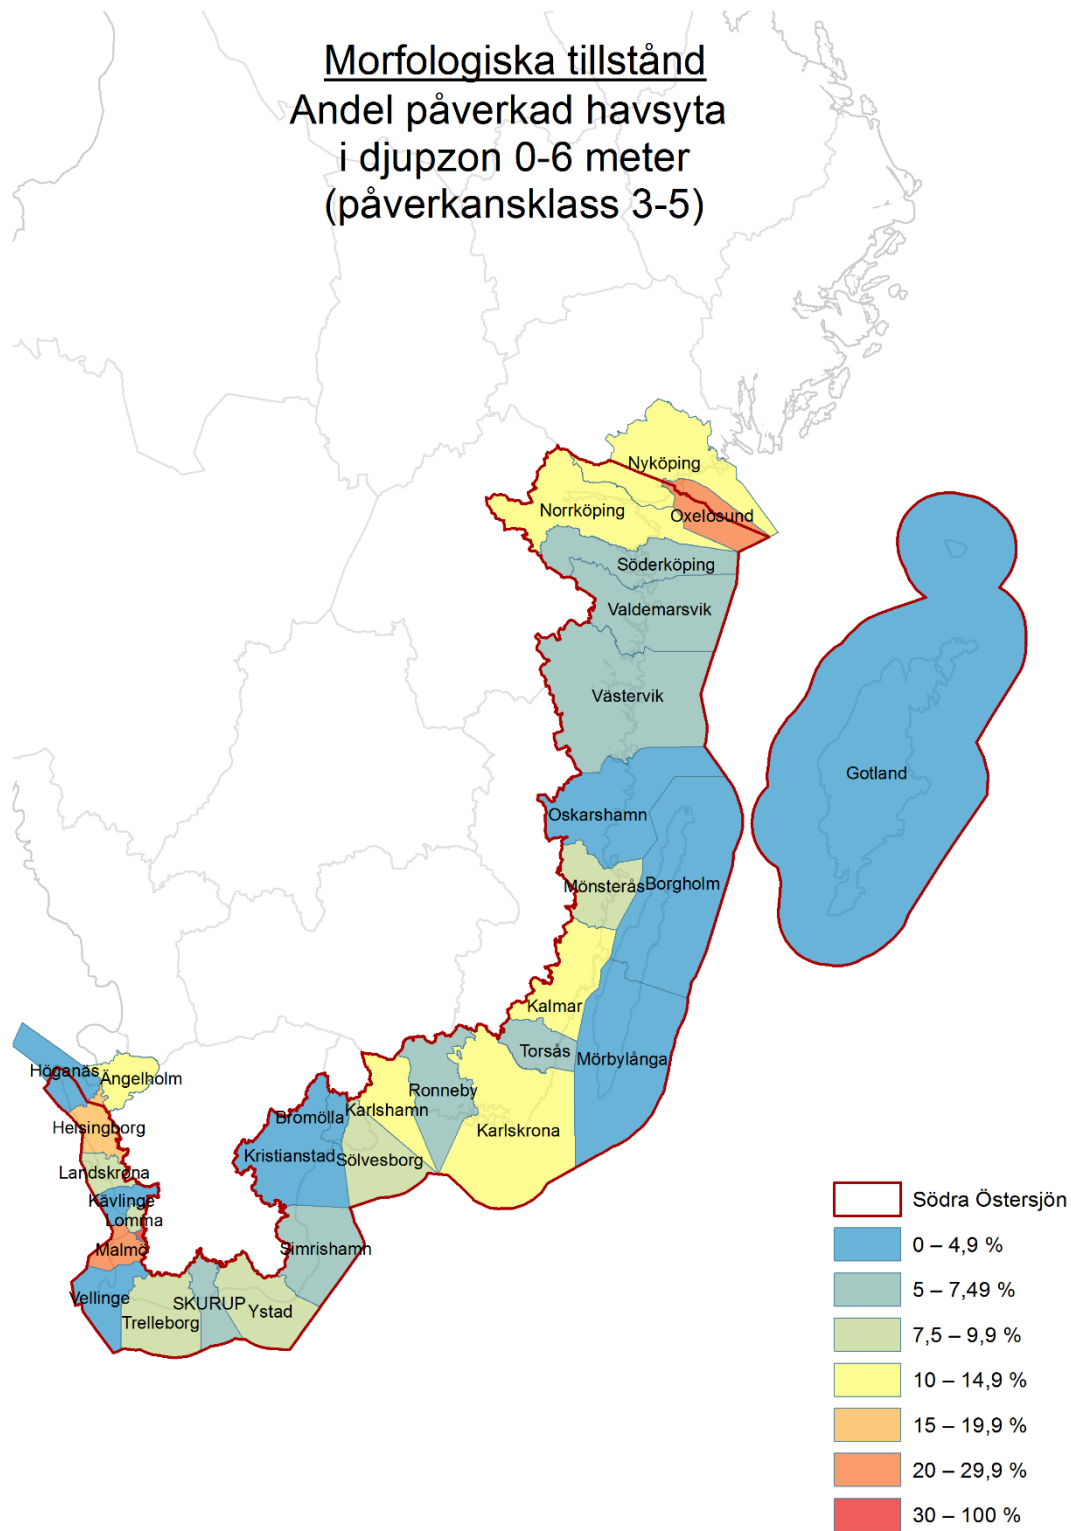 Morfologiska tillstånd
Andel påverkad havsyta
i djupzon 0-6 meter
(påverkansklass 3-5)
Nyköping
Norrköping
Oxelösund
Söderköping
Valdemarsvik
Västervik
Gotland
Oskarshamn
Mönsterås
Borgholm
Kalmar
Torsås
Mörbylånga
Höganäs
Ängelholm
Ronneby
Karlshamn
Bromölla
Karlskrona
Helsingborg
Kristianstad
Sölvesborg
Landskrona
Kävlinge
Lomma
Malmö
Simrishamn
Vellinge
SKURUP
Ystad
Trelleborg
Södra Östersjön
0 – 4,9 %
5 – 7,49 %
7,5 – 9,9 %
10 – 14,9 %
15 – 19,9 %
20 – 29,9 %
30 – 100 %